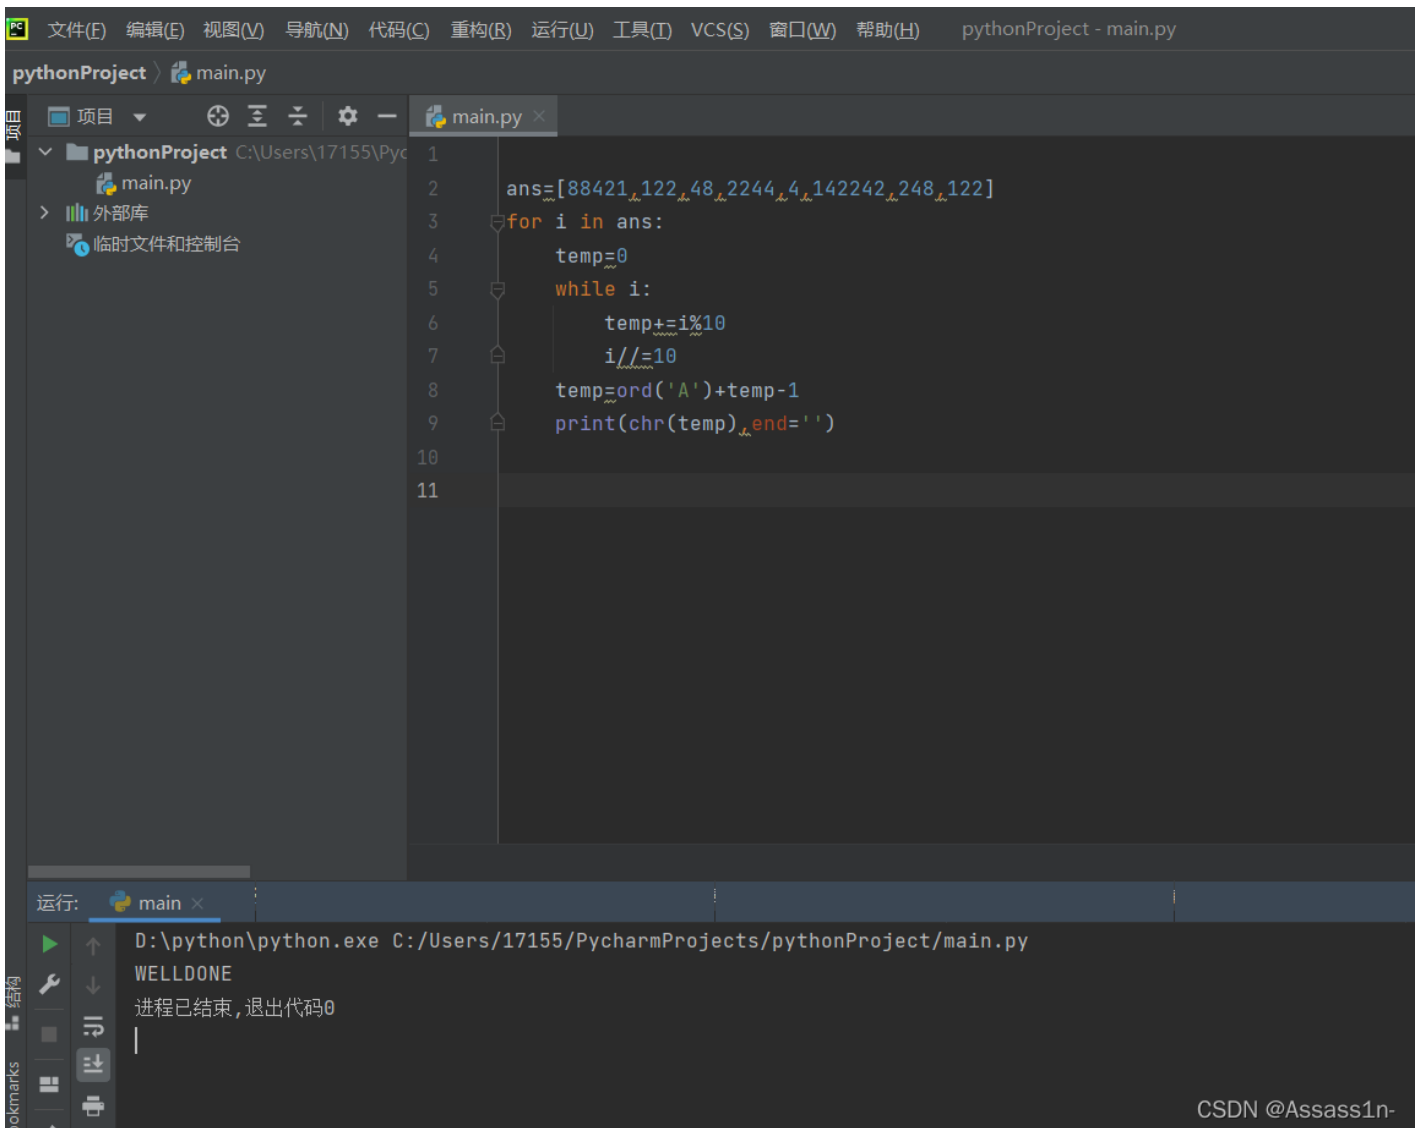 文件(F) 编辑(E) 视图(V) 导航(N) 代码(C) 重构(R) 运行(U) 工具(T) VCS(S) 窗口(W) 帮助(H) pythonProject - main.py
pythonProject main.py
项目
项目
main.py
pythonProject C:\Users\17155\Pyc
main.py
外部库
临时文件和控制台
1
2 ans=[88421,122,48,2244,4,142242,248,122]
3 for i in ans:
4 temp=0
5 while i:
6 temp+=i%10
7 i//=10
8 temp=ord('A')+temp-1
9 print(chr(temp),end='')
10
11
运行: main
D:\python\python.exe C:/Users/17155/PycharmProjects/pythonProject/main.py
WELLDONE
进程已结束,退出代码0
结构
okmarks
CSDN @Assass1n-